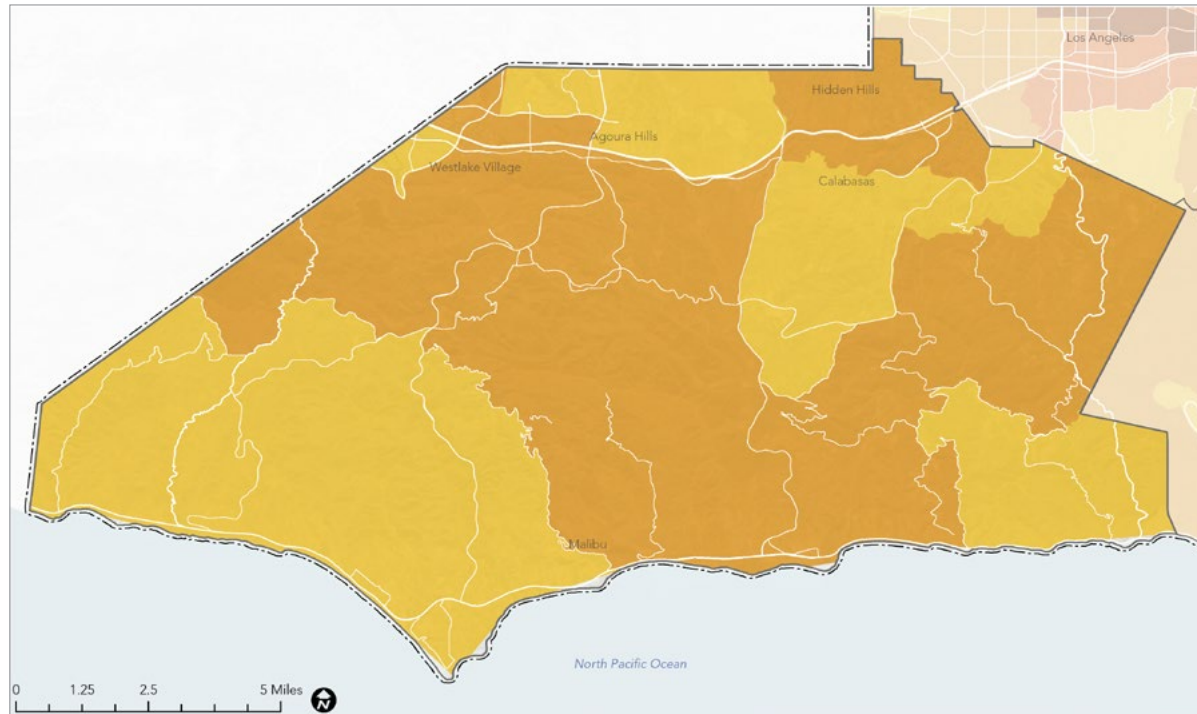 Los Angeles
Hidden Hills
Agoura Hills
Westlake Village
Calabasas
Malibu
North Pacific Ocean
0 1.25 2.5 5 Miles
N